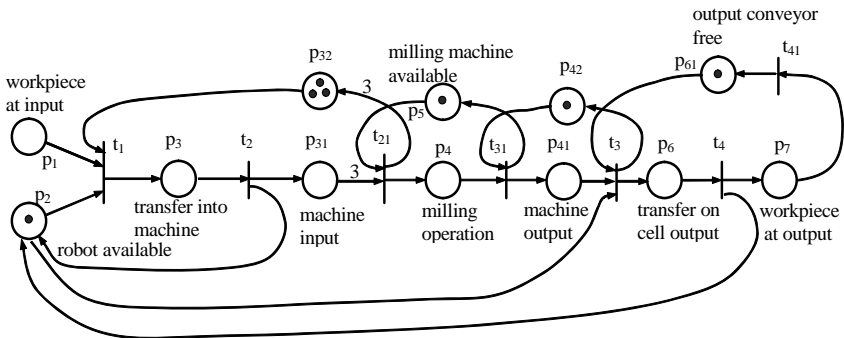 output conveyor
free
t41
p32
milling machine
available
p42
p61
workpiece
at input
3
p5
t1
p3
t2
p31
t21
p4
t31
p41
t3
p6
t4
p7
p1
3
p2
transfer into
machine
machine
input
milling
operation
machine
output
transfer on
cell output
workpiece
at output
robot available